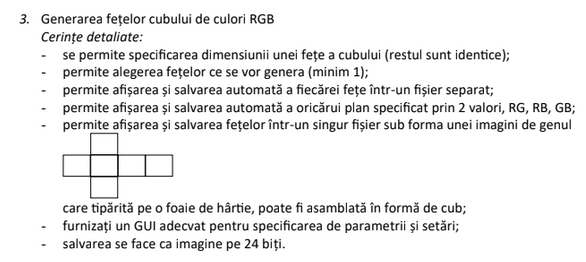 3. Generarea fețelor cubului de culori RGB
Cerințe detaliate:
- se permite specificarea dimensiunii unei fețe a cubului (restul sunt identice);
- permite alegerea fețelor ce se vor genera (minim 1);
- permite afișarea și salvarea automată a fiecărei fețe într-un fișier separat;
- permite afișarea și salvarea automată a oricărui plan specificat prin 2 valori, RG, RB, GB;
- permite afișarea și salvarea fețelor într-un singur fișier sub forma unei imagini de genul
care tipărită pe o foaie de hârtie, poate fi asamblată în formă de cub;
- furnizați un GUI adecvat pentru specificarea de parametrii și setări;
- salvarea se face ca imagine pe 24 biți.